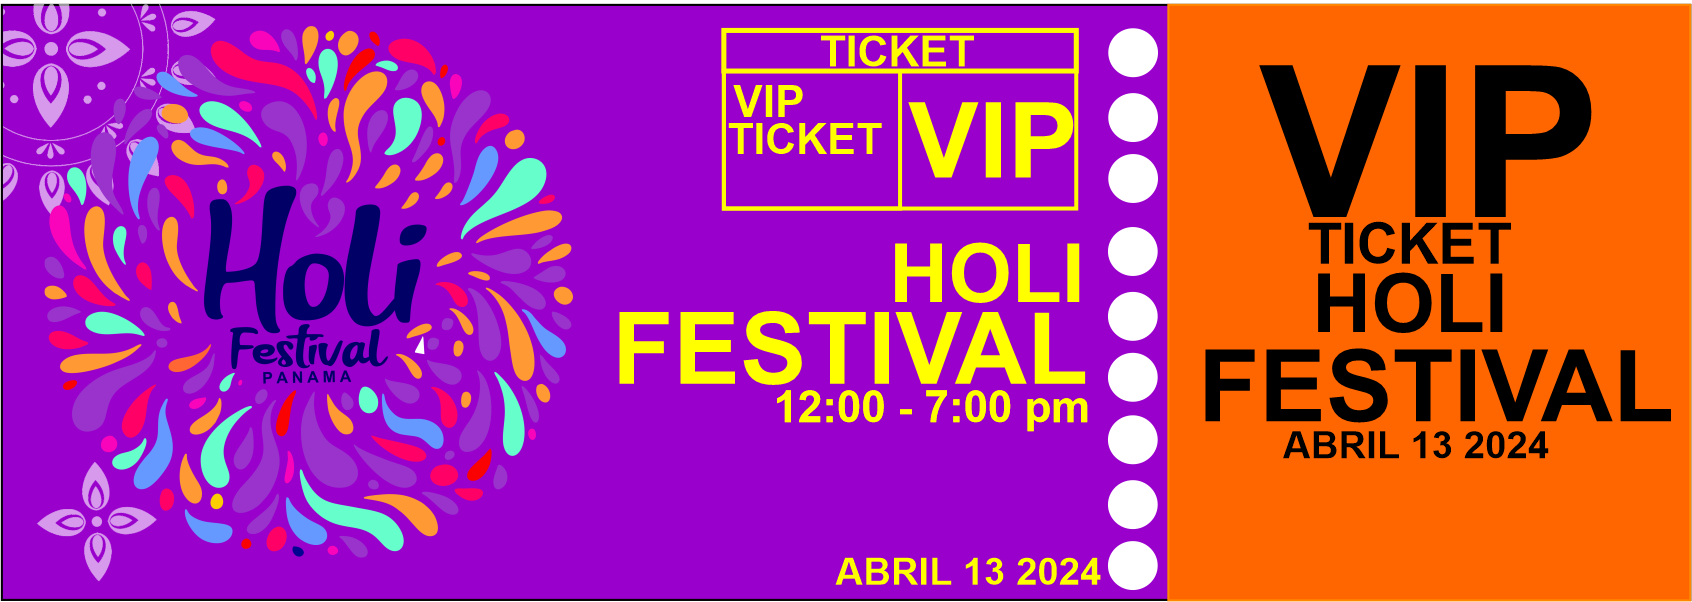 Holi
Festival
PANAMA
TICKET
VIP
TICKET
VIP
HOLI
FESTIVAL
12:00 - 7:00 pm
ABRIL 13 2024
VIP
TICKET
HOLI
FESTIVAL
ABRIL 13 2024